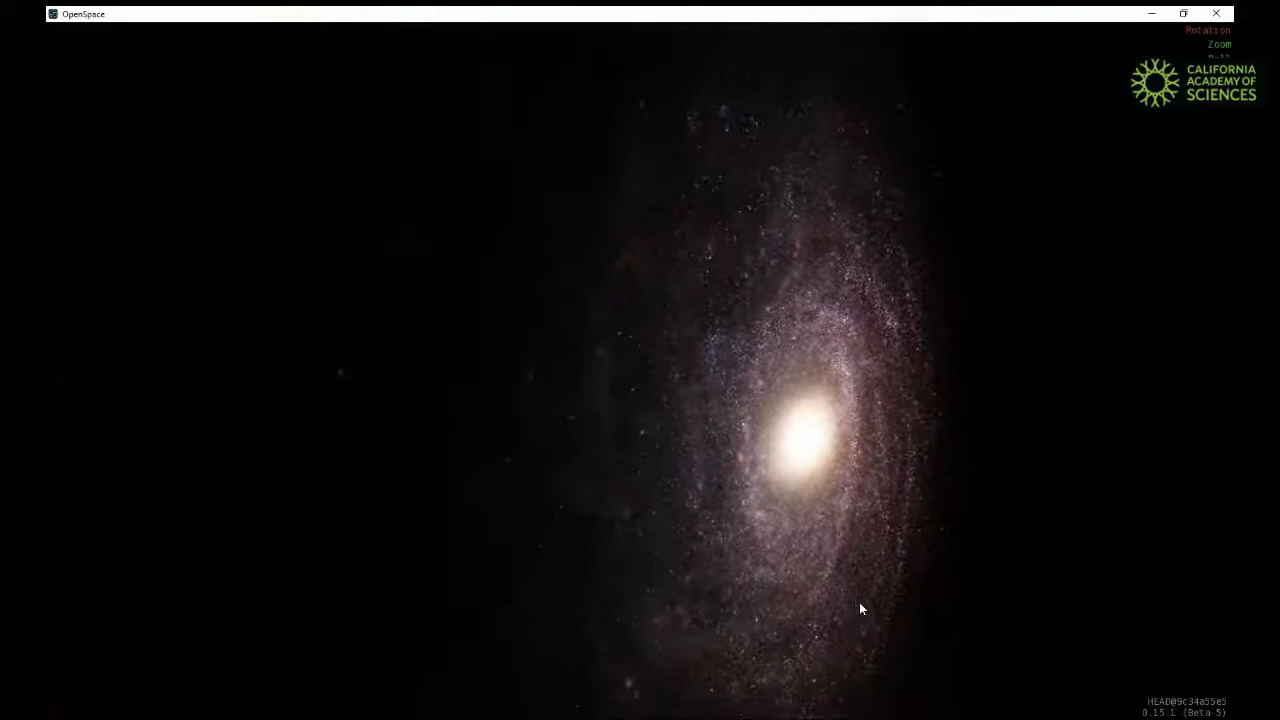 OpenSpace
Rotation
Zoom
CALIFORNIA
ACADEMY OF
SCIENCES
HEAD@9c34a55e5
0.15.1 (Beta-5)